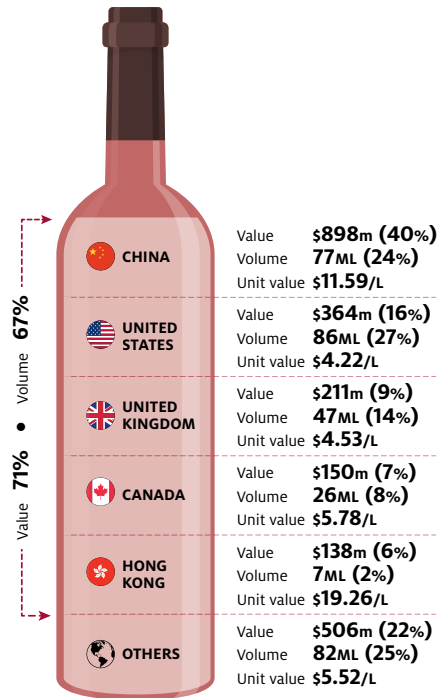 Value 71% ● Volume 67%
CHINA
Value $898m (40%)
Volume 77ML (24%)
Unit value $11.59/L
UNITED
STATES
Value $364m (16%)
Volume 86ML (27%)
Unit value $4.22/L
UNITED
KINGDOM
Value $211m (9%)
Volume 47ML (14%)
Unit value $4.53/L
CANADA
Value $150m (7%)
Volume 26ML (8%)
Unit value $5.78/L
HONG
KONG
Value $138m (6%)
Volume 7ML (2%)
Unit value $19.26/L
OTHERS
Value $506m (22%)
Volume 82ML (25%)
Unit value $5.52/L